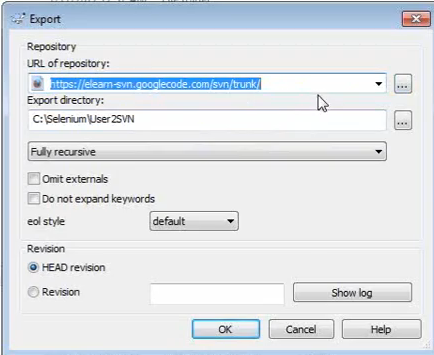 Export
Repository
URL of repository:
https://elearn-svn.googlecode.com/svn/trunk/
...
Export directory:
C:\Selenium\User2SVN
...
Fully recursive
Omit externals
Do not expand keywords
eol style
default
Revision
HEAD revision
Revision
Show log
OK
Cancel
Help